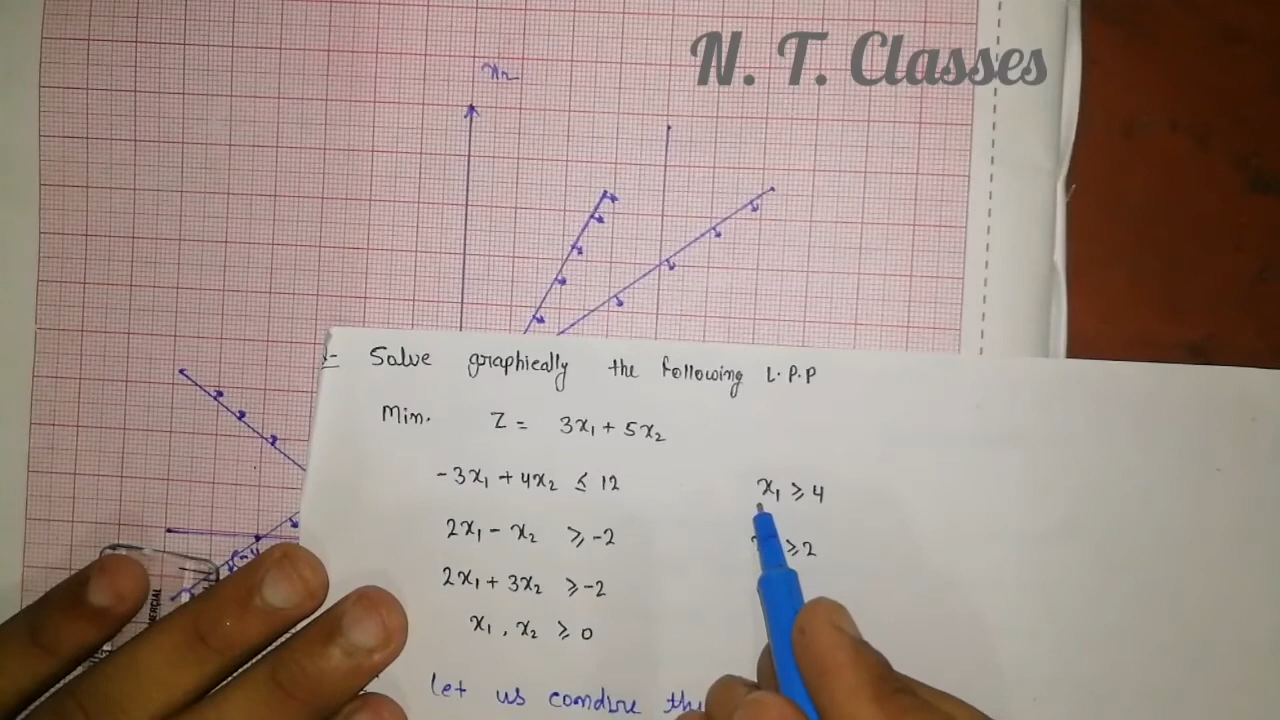 N. T. Classes
x₂
Solve graphically the following L.P.P
Min. Z = 3x₁ + 5x₂
-3x₁ + 4x₂ ≤ 12 x₁ ≥ 4
2x₁ - x₂ ≥ -2 ≥ 2
2x₁ + 3x₂ ≥ -2
x₁ , x₂ ≥ 0
Let us condire the